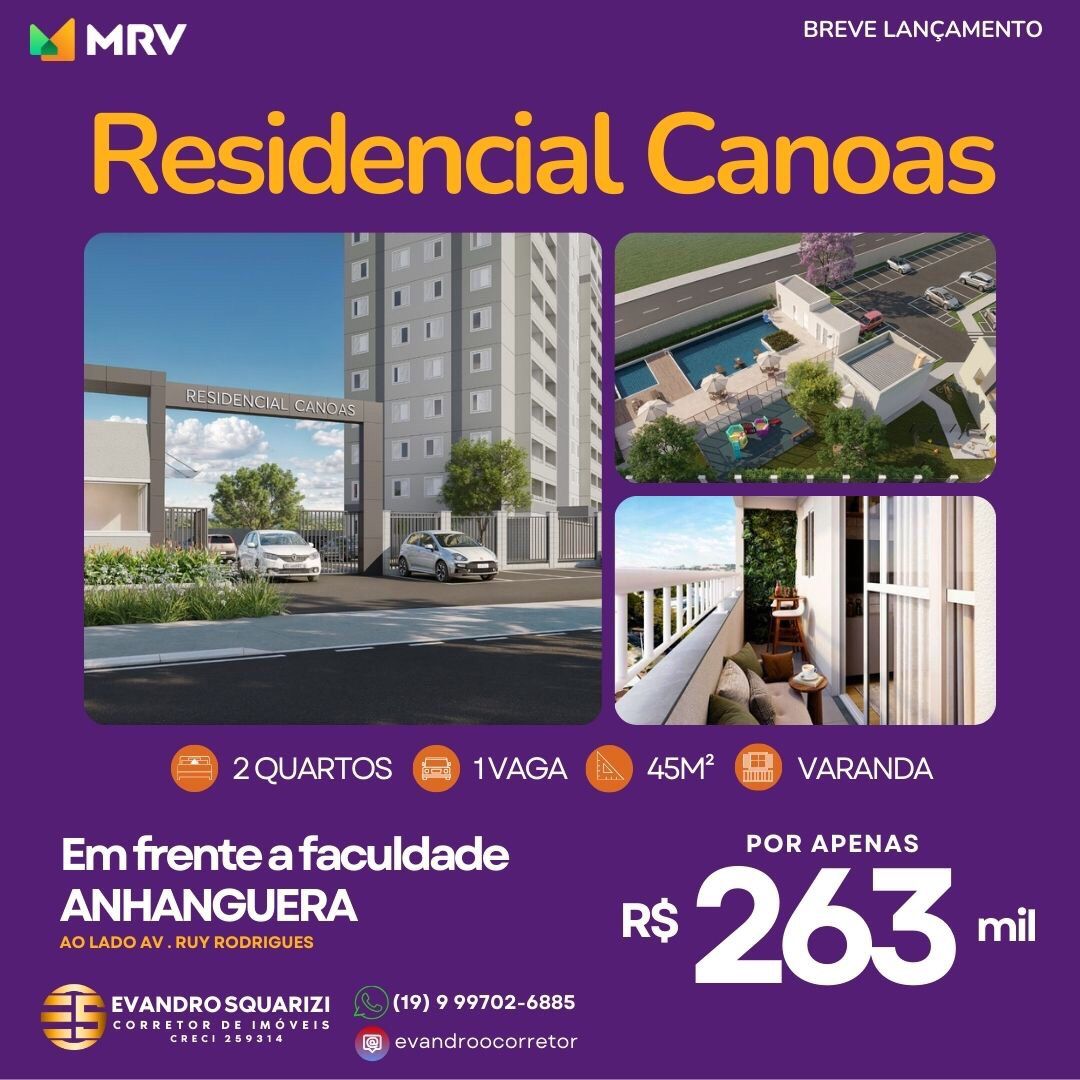 MRV
BREVE LANÇAMENTO
Residencial Canoas
RESIDENCIAL CANOAS
2 QUARTOS
1 VAGA
45M²
VARANDA
Em frente a faculdade
ANHANGUERA
AO LADO AV . RUY RODRIGUES
POR APENAS
R$ 263 mil
EVANDRO SQUARIZI
CORRETOR DE IMÓVEIS
CRECI 259314
(19) 9 99702-6885
evandroocorretor